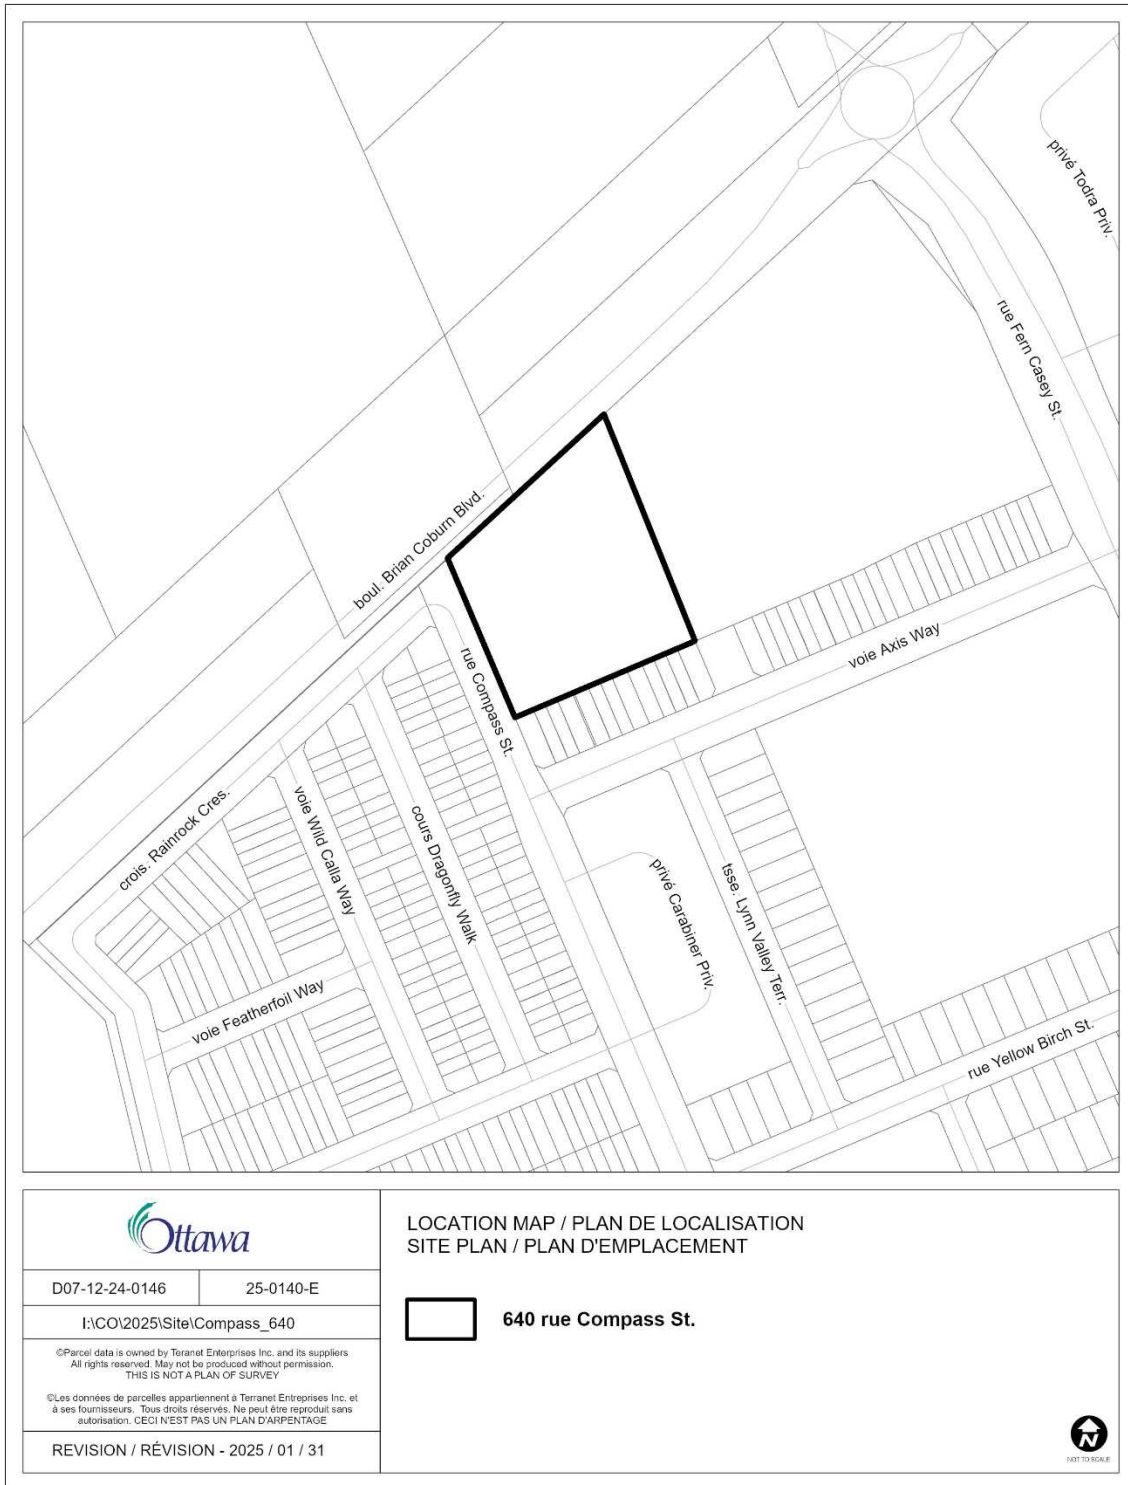 privé Todra Priv.
rue Fern Casey St.
boul. Brian Coburn Blvd.
voie Axis Way
rue Compass St.
crois. Rainrock Cres.
voie Wild Calla Way
cours Dragonfly Walk
privé Carabiner Priv.
tsse. Lynn Valley Terr.
voie Featherfoil Way
rue Yellow Birch St.
Ottawa
D07-12-24-0146
25-0140-E
I:\CO\2025\Site\Compass_640
©Parcel data is owned by Teranet Enterprises Inc. and its suppliers
All rights reserved. May not be produced without permission.
THIS IS NOT A PLAN OF SURVEY
©Les données de parcelles appartiennent à Terranet Entreprises Inc. et
à ses fournisseurs. Tous droits réservés. Ne peut être reproduit sans
autorisation. CECI N'EST PAS UN PLAN D'ARPENTAGE
REVISION / RÉVISION - 2025 / 01 / 31
LOCATION MAP / PLAN DE LOCALISATION
SITE PLAN / PLAN D'EMPLACEMENT
640 rue Compass St.
N
NOT TO SCALE